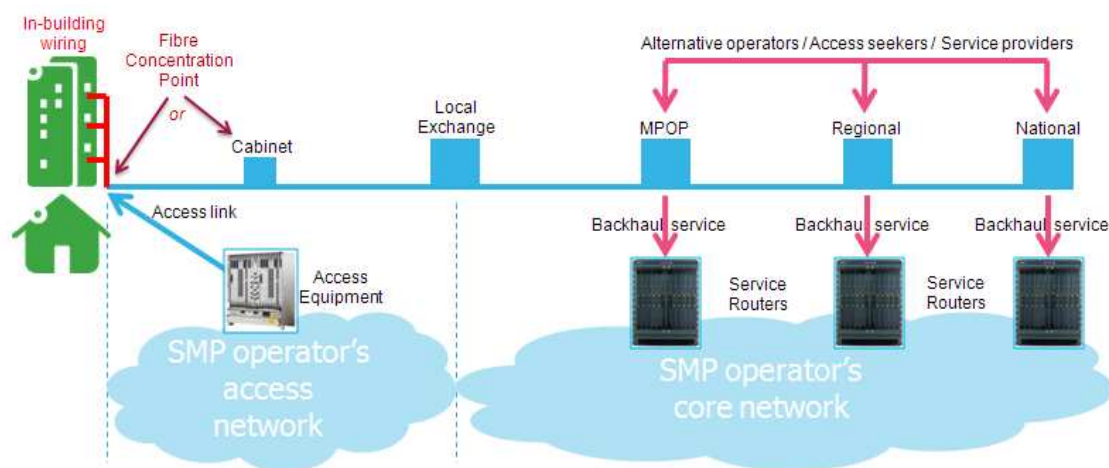 In-building
wiring
Fibre
Concentration
Point
or
Alternative operators / Access seekers / Service providers
Cabinet
Local
Exchange
MPOP
Regional
National
Access link
Access
Equipment
Backhaul service
Backhaul service
Backhaul service
Service
Routers
Service
Routers
SMP operator's
access
network
SMP operator's
core network